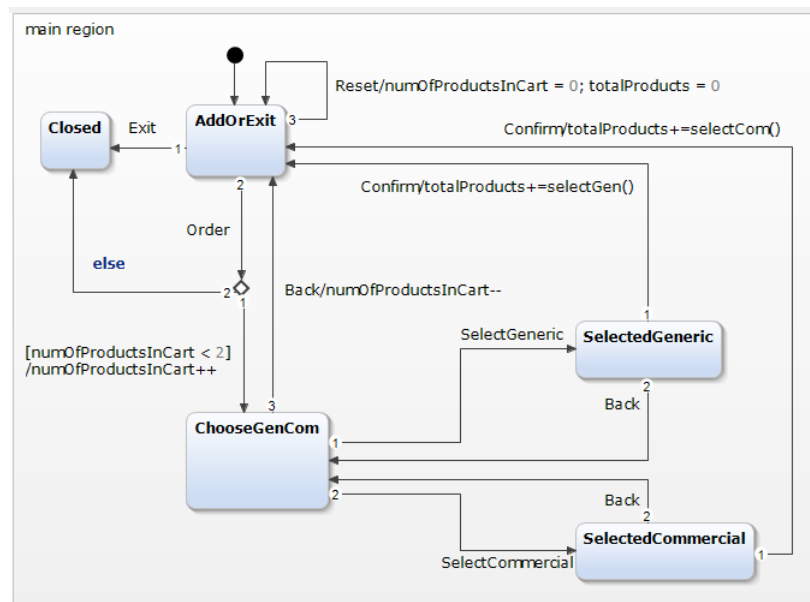 main region
Reset/numOfProductsInCart = 0; totalProducts = 0
AddOrExit
3
Closed
Exit
1
Confirm/totalProducts+=selectCom()
2
Confirm/totalProducts+=selectGen()
Order
else
2
1
Back/numOfProductsInCart--
1
SelectGeneric
SelectedGeneric
[numOfProductsInCart < 2]
/numOfProductsInCart++
2
3
Back
ChooseGenCom
1
2
Back
2
SelectedCommercial
1
SelectCommercial